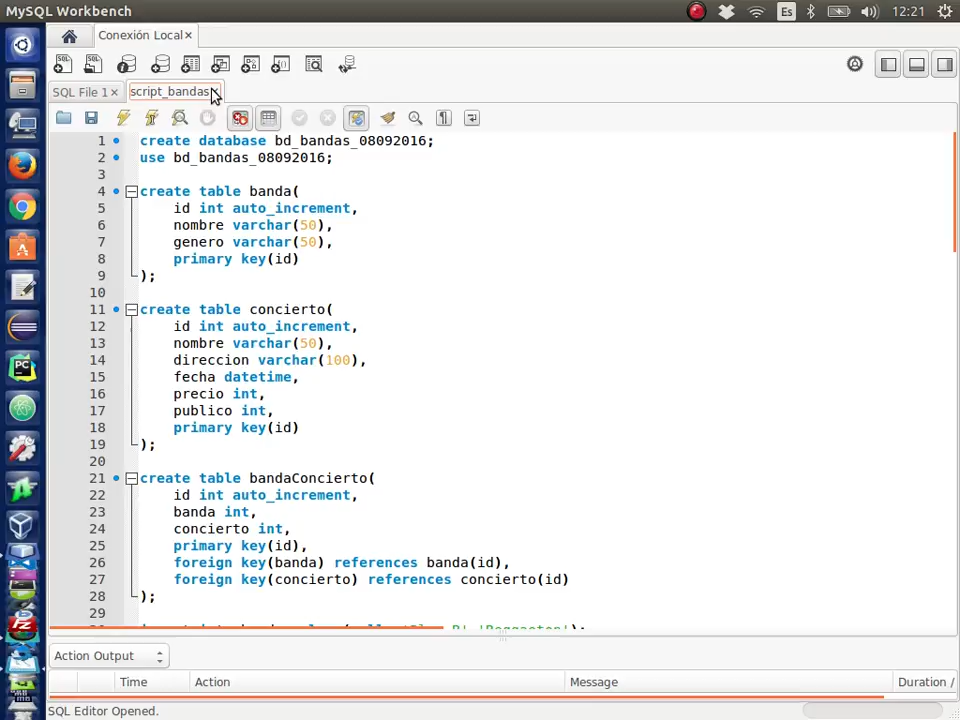 MySQL Workbench
Es
12:21
Conexión Local
SQL File 1
script_bandas
1 create database bd_bandas_08092016;
2 use bd_bandas_08092016;
3
4 create table banda(
5 id int auto_increment,
6 nombre varchar(50),
7 genero varchar(50),
8 primary key(id)
9 );
10
11 create table concierto(
12 id int auto_increment,
13 nombre varchar(50),
14 direccion varchar(100),
15 fecha datetime,
16 precio int,
17 publico int,
18 primary key(id)
19 );
20
21 create table bandaConcierto(
22 id int auto_increment,
23 banda int,
24 concierto int,
25 primary key(id),
26 foreign key(banda) references banda(id),
27 foreign key(concierto) references concierto(id)
28 );
29
Action Output
Time Action Message Duration /
SQL Editor Opened.